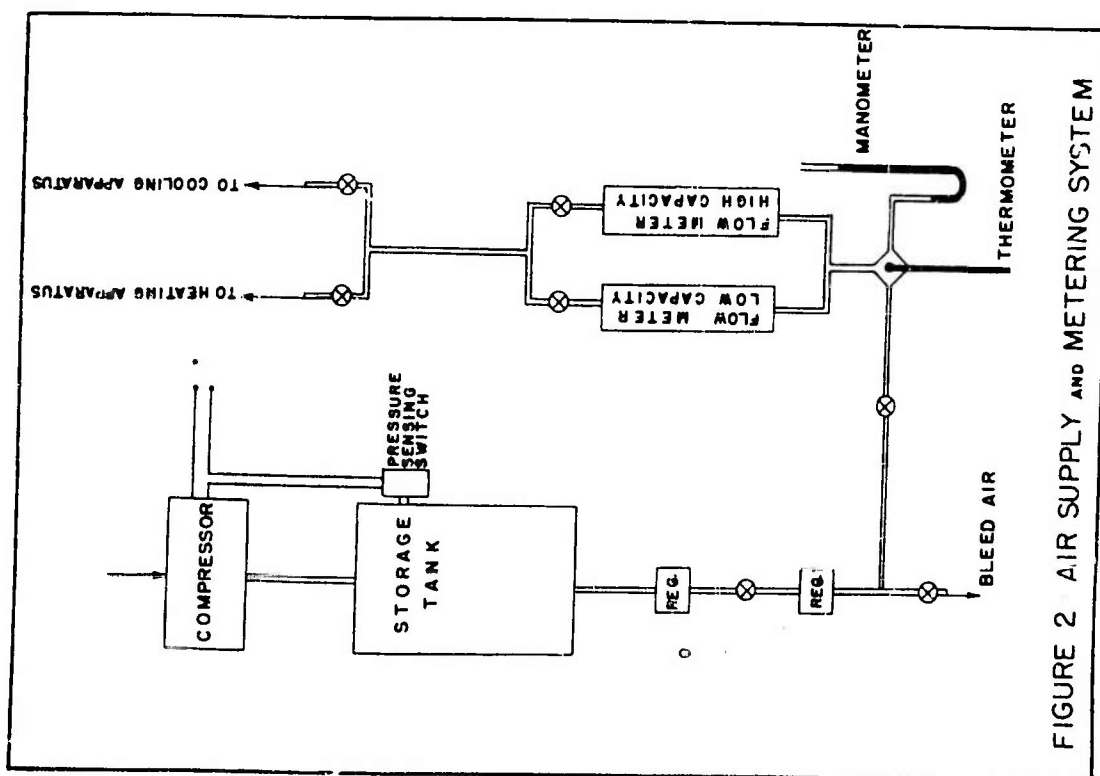 TO HEATING APPARATUS
TO COOLING APPARATUS
COMPRESSOR
PRESSURE
SENSING
SWITCH
STORAGE
TANK
FLOW METER
LOW CAPACITY
FLOW METER
HIGH CAPACITY
MANOMETER
THERMOMETER
REG.
REG.
BLEED AIR
FIGURE 2 AIR SUPPLY AND METERING SYSTEM